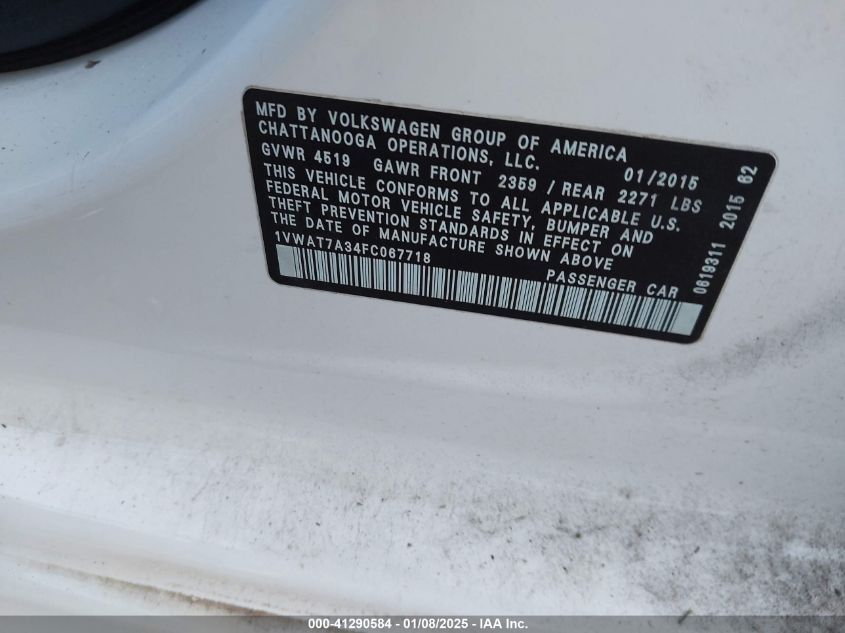 MFD BY VOLKSWAGEN GROUP OF AMERICA
CHATTANOOGA OPERATIONS, LLC.
01/2015
GVWR 4519 GAWR FRONT 2359 / REAR 2271 LBS
THIS VEHICLE CONFORMS TO ALL APPLICABLE U.S.
FEDERAL MOTOR VEHICLE SAFETY, BUMPER AND
THEFT PREVENTION STANDARDS IN EFFECT ON
THE DATE OF MANUFACTURE SHOWN ABOVE
1VWAT7A34FC067718
PASSENGER CAR
0619311 2015 62
000-41290584 - 01/08/2025 - IAA Inc.